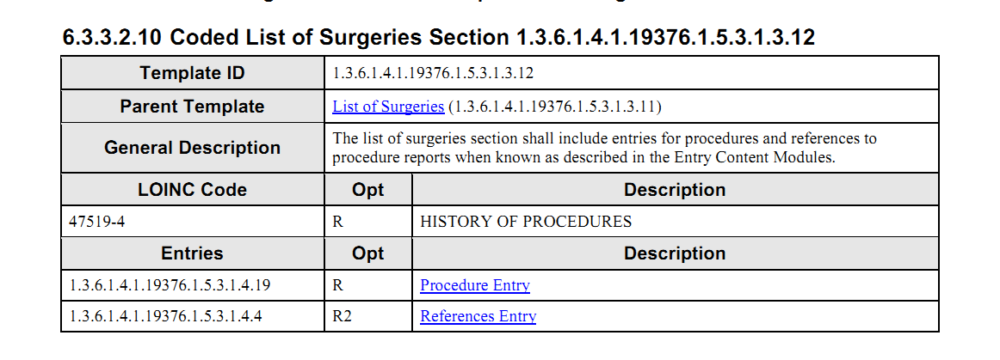 6.3.3.2.10 Coded List of Surgeries Section 1.3.6.1.4.1.19376.1.5.3.1.3.12
Template ID 1.3.6.1.4.1.19376.1.5.3.1.3.12
Parent Template List of Surgeries (1.3.6.1.4.1.19376.1.5.3.1.3.11)
General Description The list of surgeries section shall include entries for procedures and references to
procedure reports when known as described in the Entry Content Modules.
LOINC Code Opt Description
47519-4 R HISTORY OF PROCEDURES
Entries Opt Description
1.3.6.1.4.1.19376.1.5.3.1.4.19 R Procedure Entry
1.3.6.1.4.1.19376.1.5.3.1.4.4 R2 References Entry